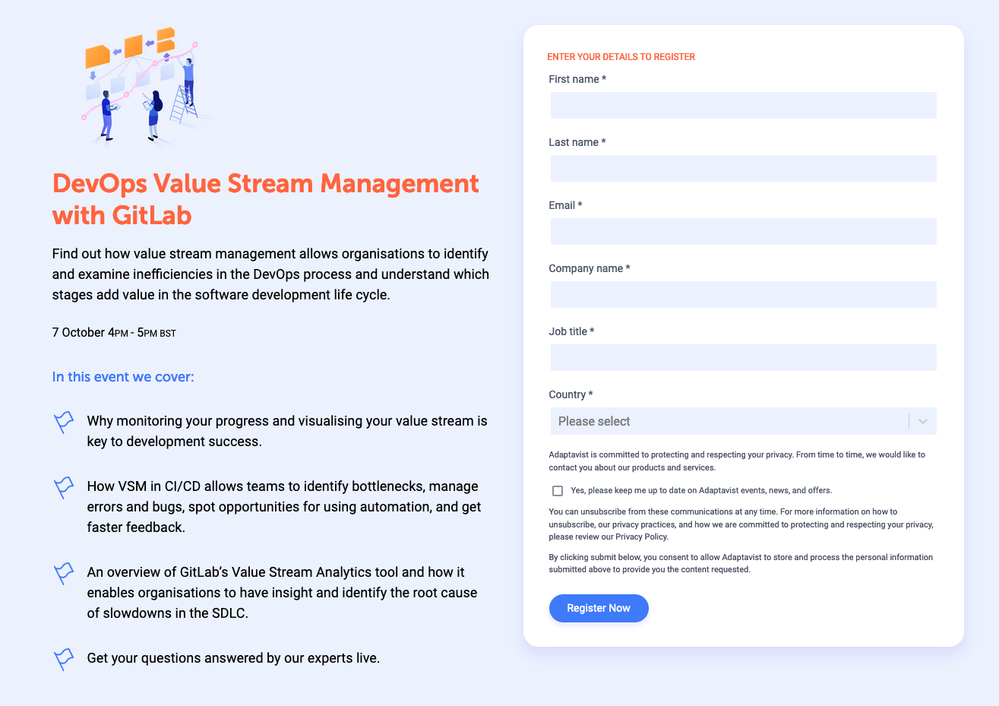 DevOps Value Stream Management
with GitLab
Find out how value stream management allows organisations to identify
and examine inefficiencies in the DevOps process and understand which
stages add value in the software development life cycle.
7 October 4PM - 5PM BST
In this event we cover:
Why monitoring your progress and visualising your value stream is
key to development success.
How VSM in CI/CD allows teams to identify bottlenecks, manage
errors and bugs, spot opportunities for using automation, and get
faster feedback.
An overview of GitLab’s Value Stream Analytics tool and how it
enables organisations to have insight and identify the root cause
of slowdowns in the SDLC.
Get your questions answered by our experts live.
ENTER YOUR DETAILS TO REGISTER
First name *
Last name *
Email *
Company name *
Job title *
Country *
Please select
Adaptavist is committed to protecting and respecting your privacy. From time to time, we would like to
contact you about our products and services.
Yes, please keep me up to date on Adaptavist events, news, and offers.
You can unsubscribe from these communications at any time. For more information on how to
unsubscribe, our privacy practices, and how we are committed to protecting and respecting your privacy,
please review our Privacy Policy.
By clicking submit below, you consent to allow Adaptavist to store and process the personal information
submitted above to provide you the content requested.
Register Now